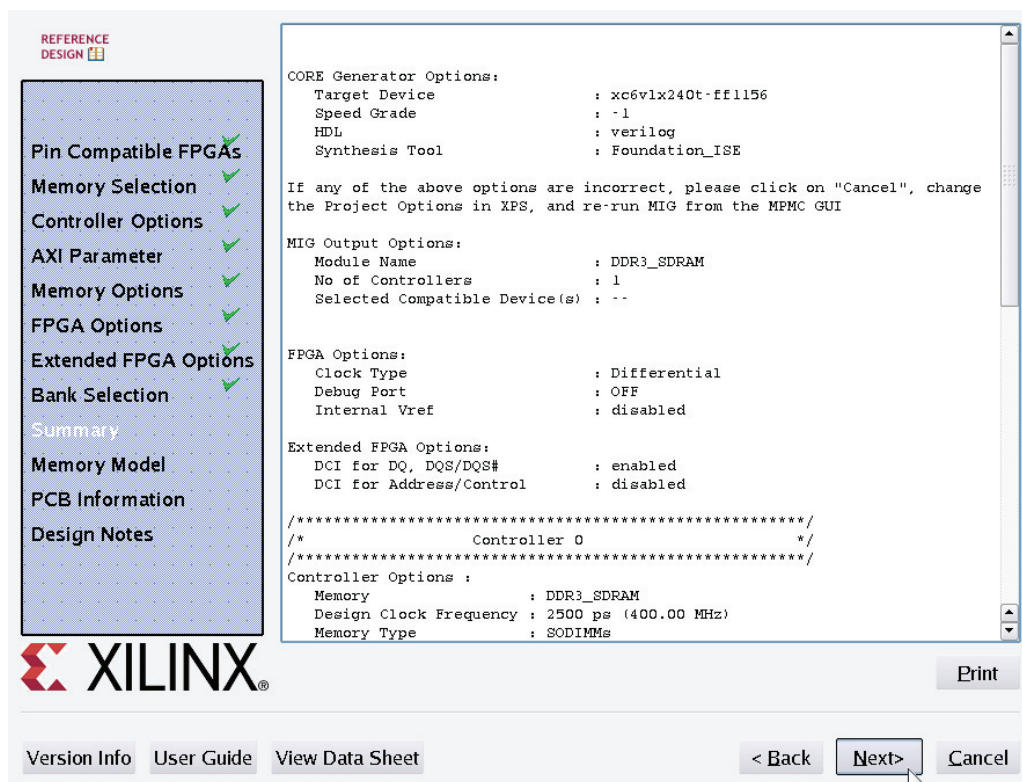 REFERENCE
DESIGN
Pin Compatible FPGAs
Memory Selection
Controller Options
AXI Parameter
Memory Options
FPGA Options
Extended FPGA Options
Bank Selection
Summary
Memory Model
PCB Information
Design Notes
CORE Generator Options:
Target Device : xc6vlx240t-ff1156
Speed Grade : -1
HDL : verilog
Synthesis Tool : Foundation_ISE
If any of the above options are incorrect, please click on "Cancel", change
the Project Options in XPS, and re-run MIG from the MPMC GUI
MIG Output Options:
Module Name : DDR3_SDRAM
No of Controllers : 1
Selected Compatible Device(s) : --
FPGA Options:
Clock Type : Differential
Debug Port : OFF
Internal Vref : disabled
Extended FPGA Options:
DCI for DQ, DQS/DQS# : enabled
DCI for Address/Control : disabled
/*******************************************************/
/* Controller 0 */
/*******************************************************/
Controller Options :
Memory : DDR3_SDRAM
Design Clock Frequency : 2500 ps (400.00 MHz)
Memory Type : SODIMMs
XILINX®
Print
Version Info User Guide View Data Sheet < Back Next> Cancel